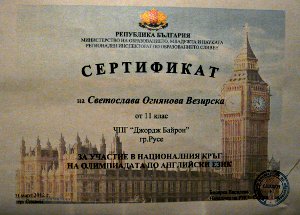 РЕПУБЛИКА БЪЛГАРИЯ
МИНИСТЕРСТВО НА ОБРАЗОВАНИЕТО, МЛАДЕЖТА И НАУКАТА
РЕГИОНАЛЕН ИНСПЕКТОРАТ ПО ОБРАЗОВАНИЕТО СЛИВЕН
СЕРТИФИКАТ
на Светослава Огнянова Везирска
от 11 клас
ЧПГ "Джордж Байрон"
гр.Русе
ЗА УЧАСТИЕ В НАЦИОНАЛНИЯ КРЪГ
НА ОЛИМПИАДАТА ПО АНГЛИЙСКИ ЕЗИК